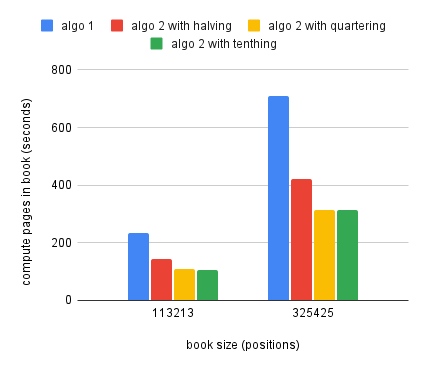 algo 1 algo 2 with halving algo 2 with quartering
algo 2 with tenthing
800
600
400
200
0
compute pages in book (seconds)
113213 325425
book size (positions)